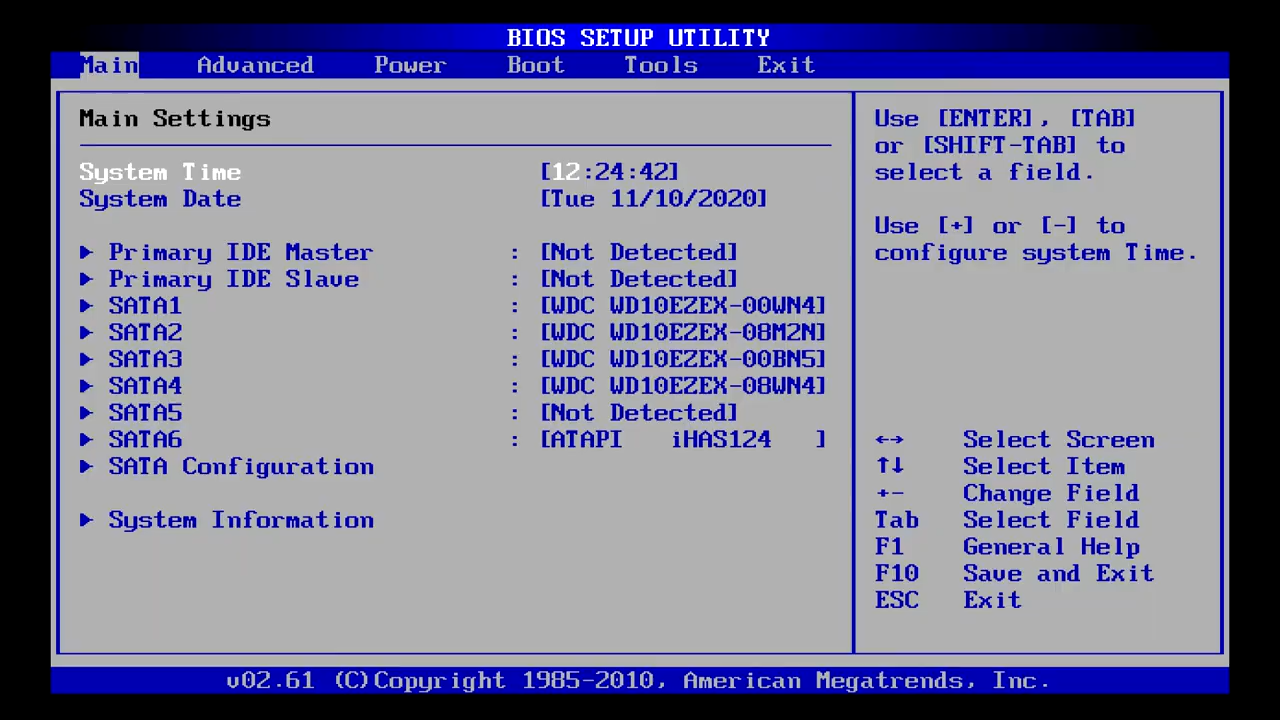 BIOS SETUP UTILITY
Main Advanced Power Boot Tools Exit
Main Settings
System Time [12:24:42]
System Date [Tue 11/10/2020]
▶ Primary IDE Master : [Not Detected]
▶ Primary IDE Slave : [Not Detected]
▶ SATA1 : [WDC WD10EZEX-00WN4]
▶ SATA2 : [WDC WD10EZEX-08M2N]
▶ SATA3 : [WDC WD10EZEX-00BN5]
▶ SATA4 : [WDC WD10EZEX-08WN4]
▶ SATA5 : [Not Detected]
▶ SATA6 : [ATAPI iHAS124 ]
▶ SATA Configuration
▶ System Information
Use [ENTER], [TAB]
or [SHIFT-TAB] to
select a field.
Use [+] or [-] to
configure system Time.
↔ Select Screen
↑↓ Select Item
+- Change Field
Tab Select Field
F1 General Help
F10 Save and Exit
ESC Exit
v02.61 (C)Copyright 1985-2010, American Megatrends, Inc.